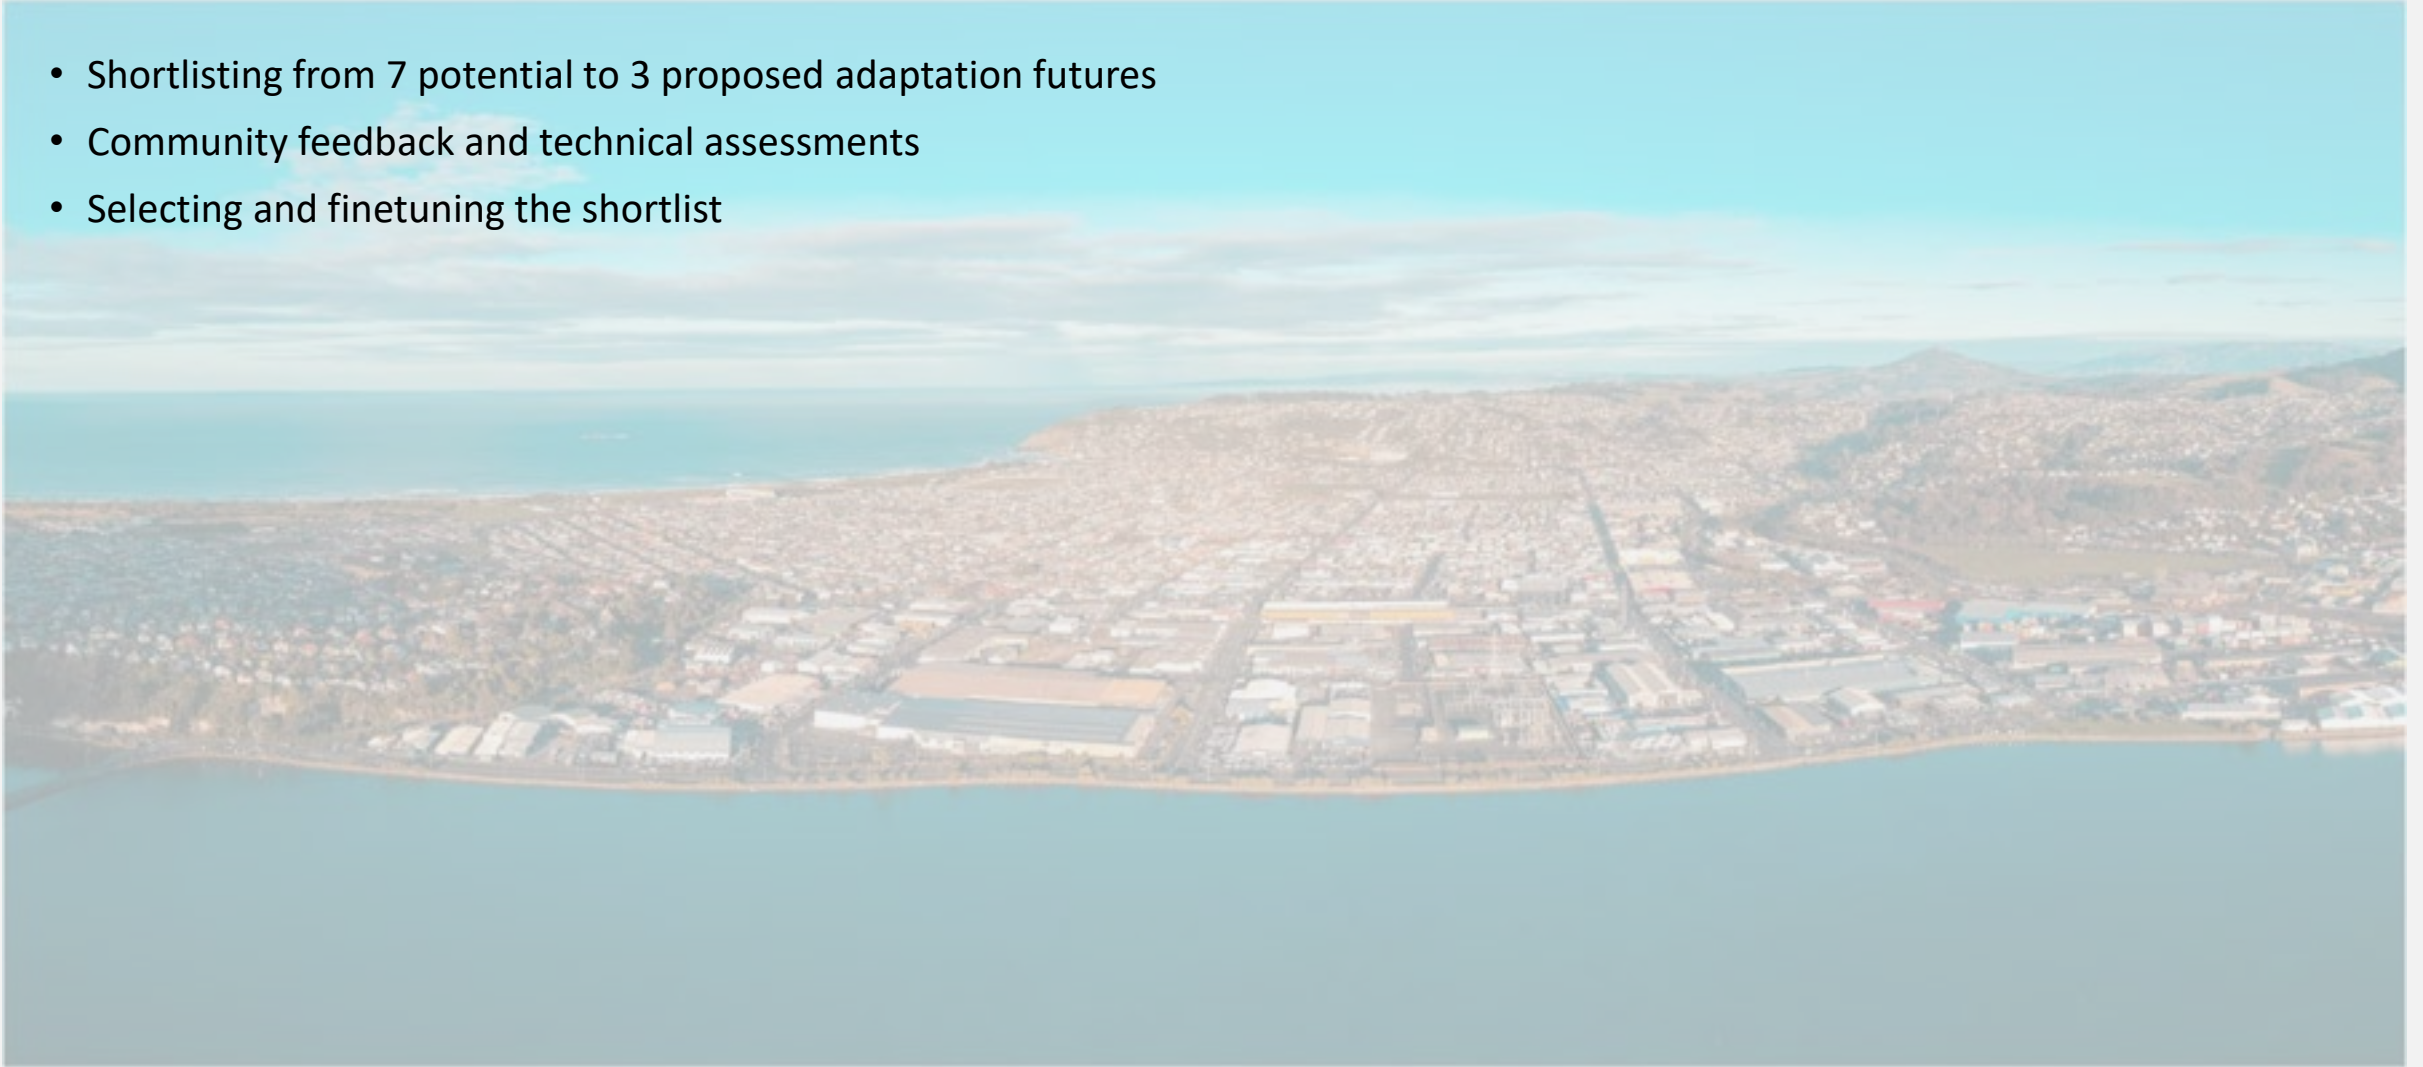 • Shortlisting from 7 potential to 3 proposed adaptation futures
• Community feedback and technical assessments
• Selecting and finetuning the shortlist